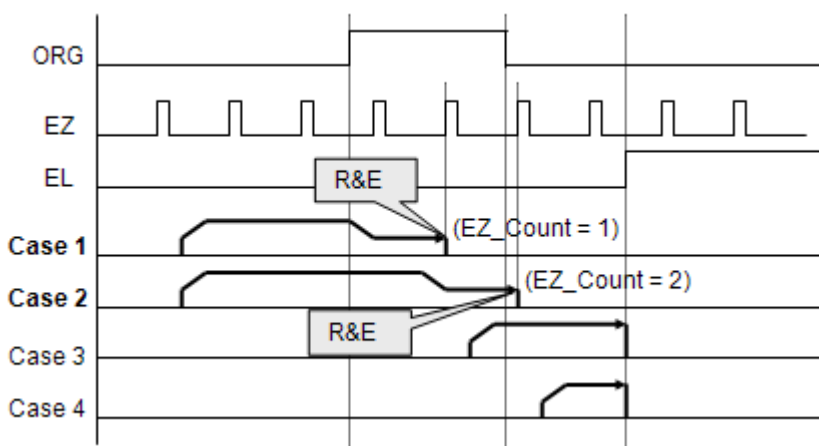 ORG
EZ
EL
R&E
Case 1
(EZ_Count = 1)
Case 2
(EZ_Count = 2)
R&E
Case 3
Case 4